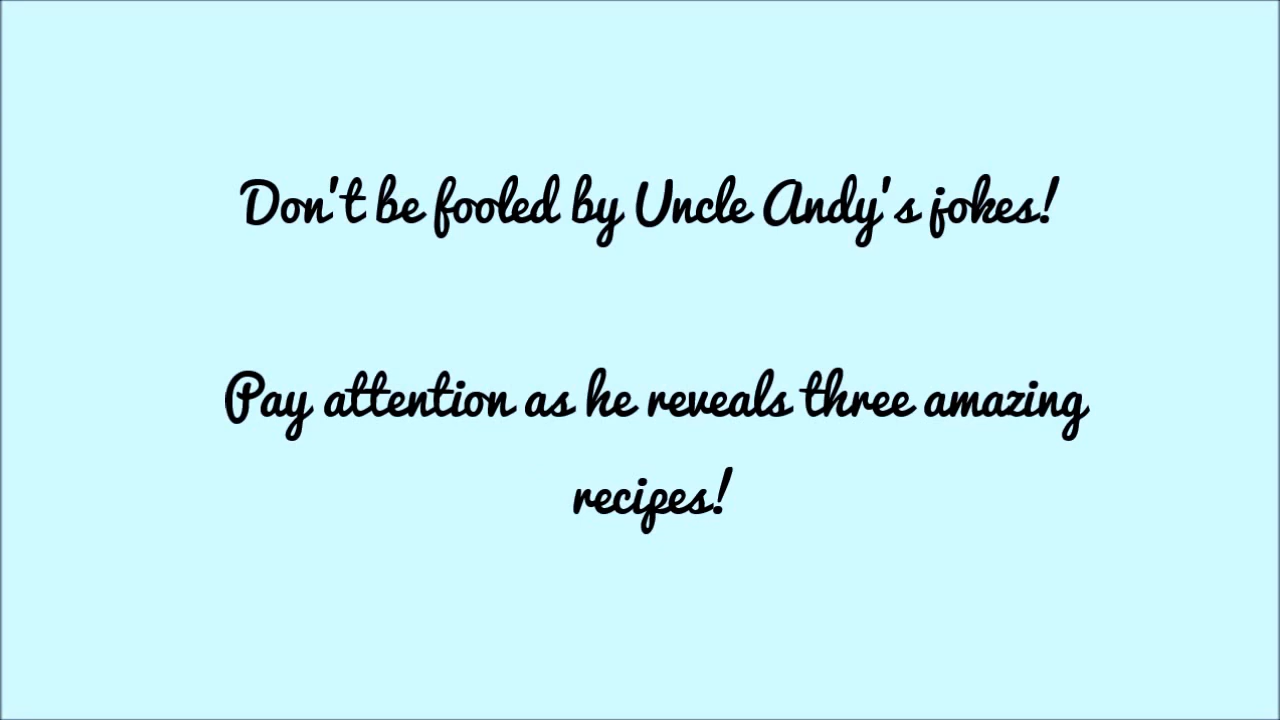 Don't be fooled by Uncle Andy's jokes!
Pay attention as he reveals three amazing
recipes!